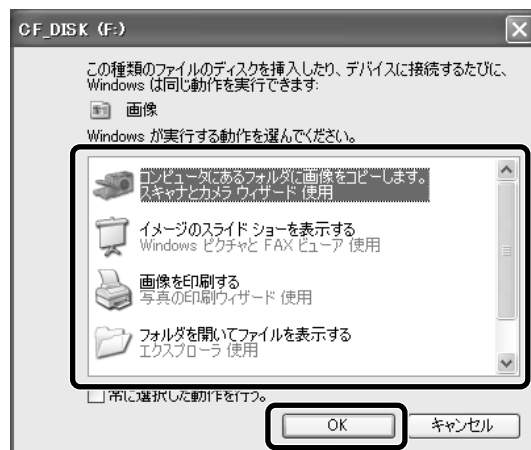 CF_DISK (F:)
この種類のファイルのディスクを挿入したり、デバイスに接続するたびに、
Windows は同じ動作を実行できます:
画像
Windows が実行する動作を選んでください。
コンピュータにあるフォルダに画像をコピーします。
スキャナとカメラ ウィザード 使用
イメージのスライド ショーを表示する
Windows ピクチャと FAX ビューア 使用
画像を印刷する
写真の印刷ウィザード 使用
フォルダを開いてファイルを表示する
エクスプローラ 使用
常に選択した動作を行う。
OK
キャンセル